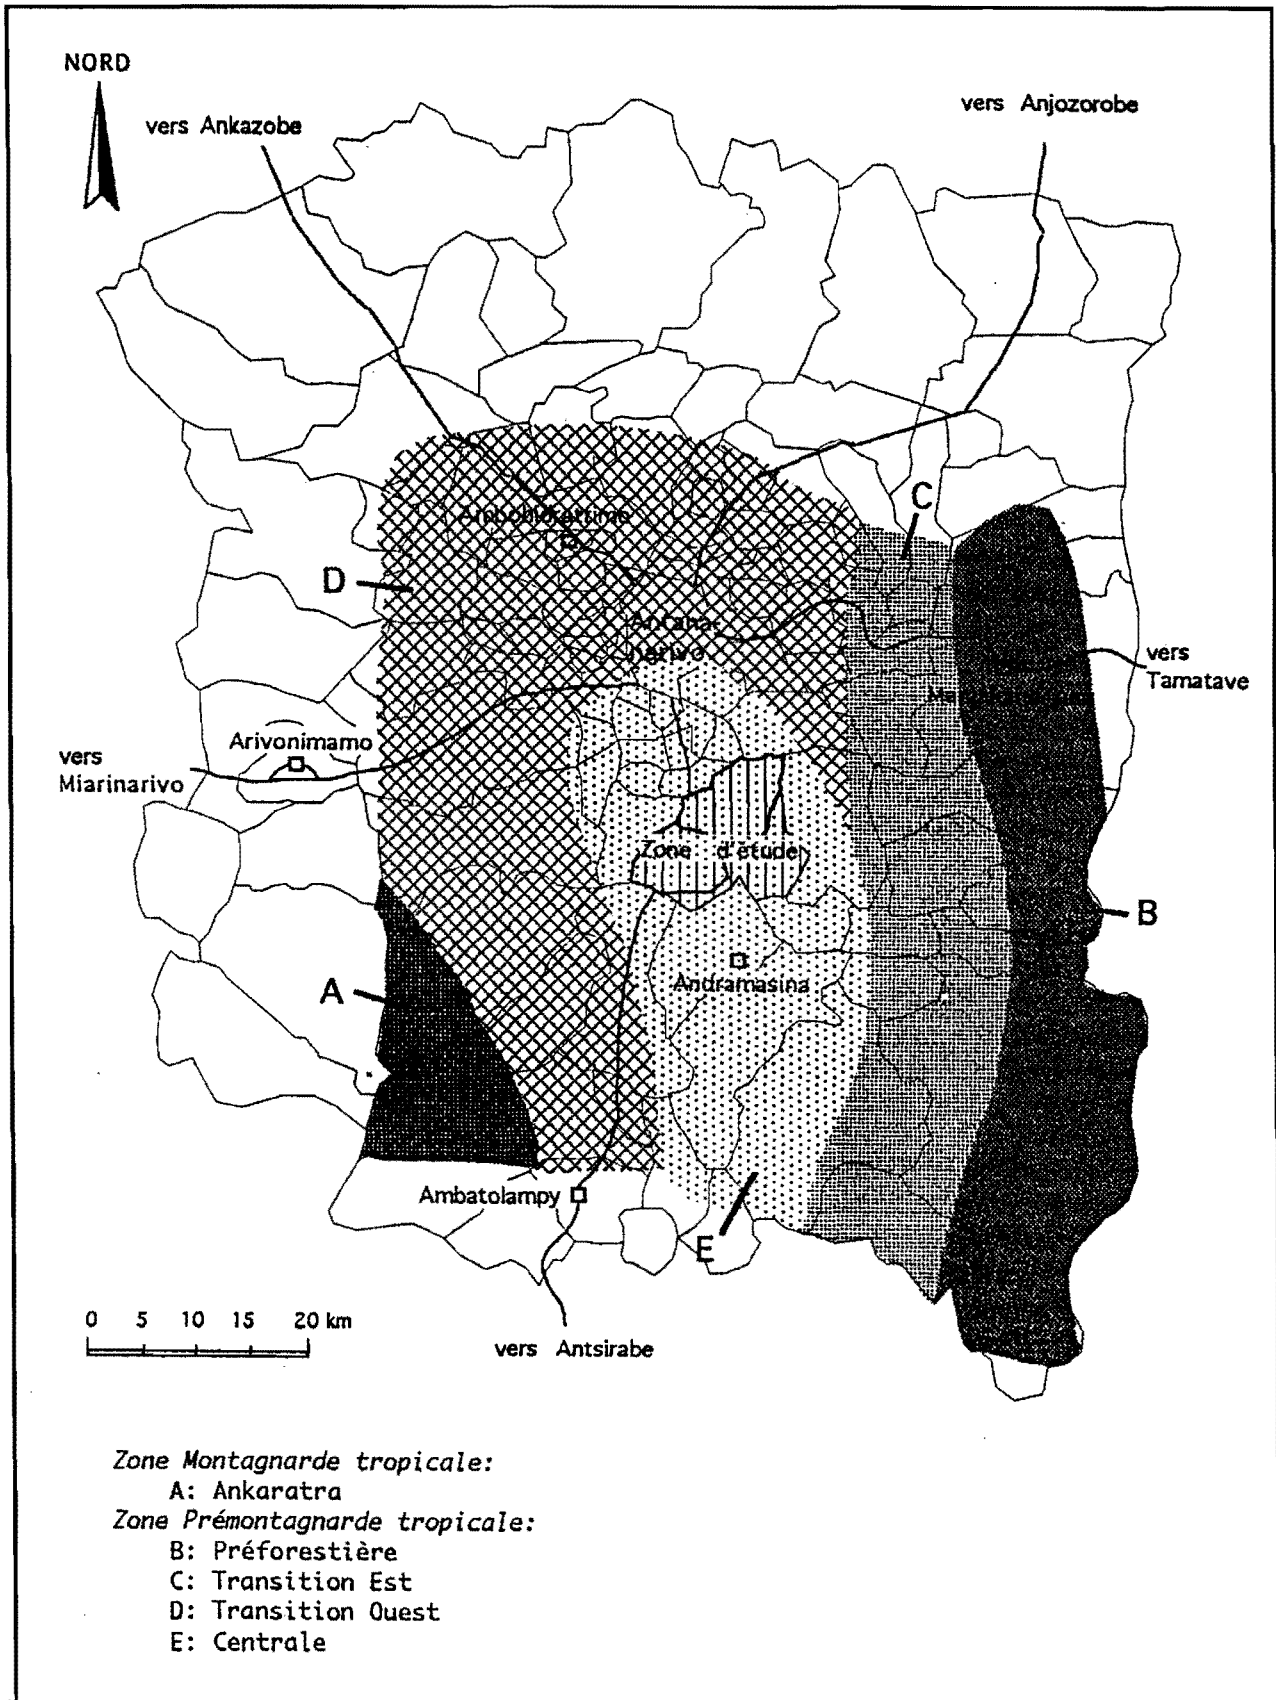 NORD
vers Anjozorobe
vers Ankazobe
C
D
Antana-
narivo
vers
Tamatave
Arivonimamo
vers
Miarinarivo
Zone d'étude
B
A
Andramasina
Ambatolampy
E
0 5 10 15 20 km
vers Antsirabe
Zone Montagnarde tropicale:
A: Ankaratra
Zone Prémontagnarde tropicale:
B: Préforestière
C: Transition Est
D: Transition Ouest
E: Centrale